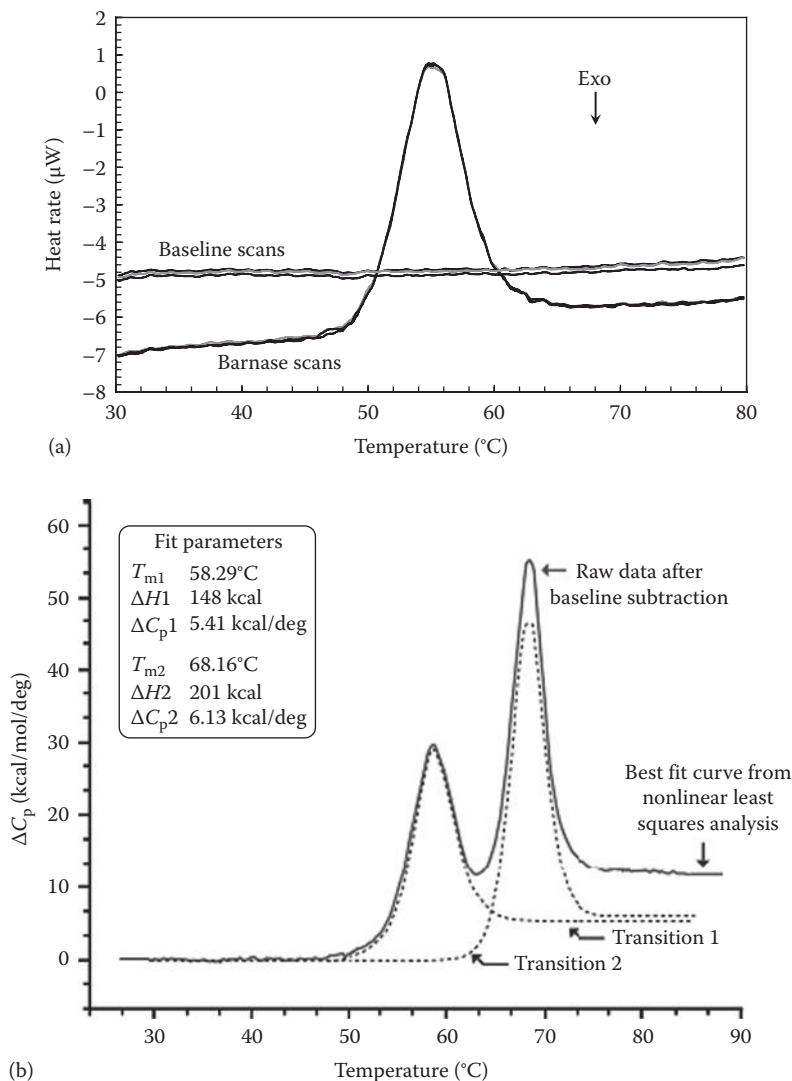 2
1
0
−1
−2
−3
−4
−5
−6
−7
−8
Heat rate (µW)
Exo
Baseline scans
Barnase scans
30 40 50 60 70 80
(a)
Temperature (°C)
60
50
40
30
20
10
0
ΔCp (kcal/mol/deg)
Fit parameters
Tm1 58.29°C
ΔH1 148 kcal
ΔCp1 5.41 kcal/deg
Tm2 68.16°C
ΔH2 201 kcal
ΔCp2 6.13 kcal/deg
Raw data after
baseline subtraction
Best fit curve from
nonlinear least
squares analysis
Transition 1
Transition 2
30 40 50 60 70 80 90
(b)
Temperature (°C)